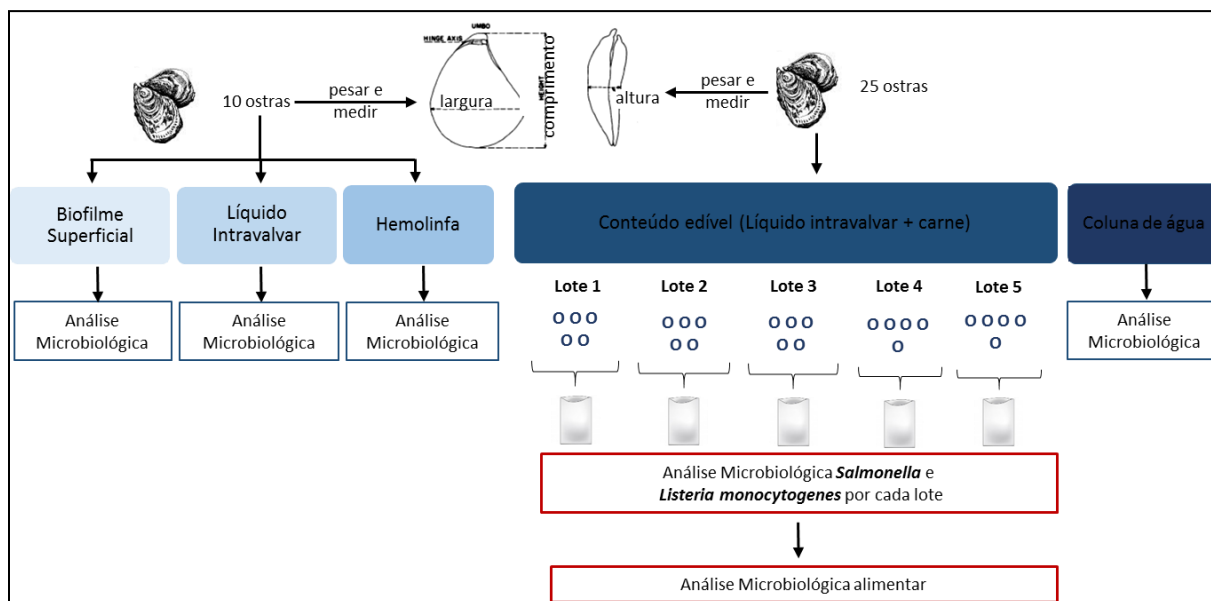 UMBO
HINGE AXIS
HEIGHT
comprimento
largura
altura
10 ostras
pesar e
medir
pesar e
medir
25 ostras
Biofilme
Superficial
Líquido
Intravalvar
Hemolinfa
Conteúdo edível (Líquido intravalvar + carne)
Coluna de água
Análise
Microbiológica
Análise
Microbiológica
Análise
Microbiológica
Lote 1
Lote 2
Lote 3
Lote 4
Lote 5
O O O
O O
O O O
O O
O O O
O O
O O O O
O
O O O O
O
Análise
Microbiológica
Análise Microbiológica Salmonella e
Listeria monocytogenes por cada lote
Análise Microbiológica alimentar